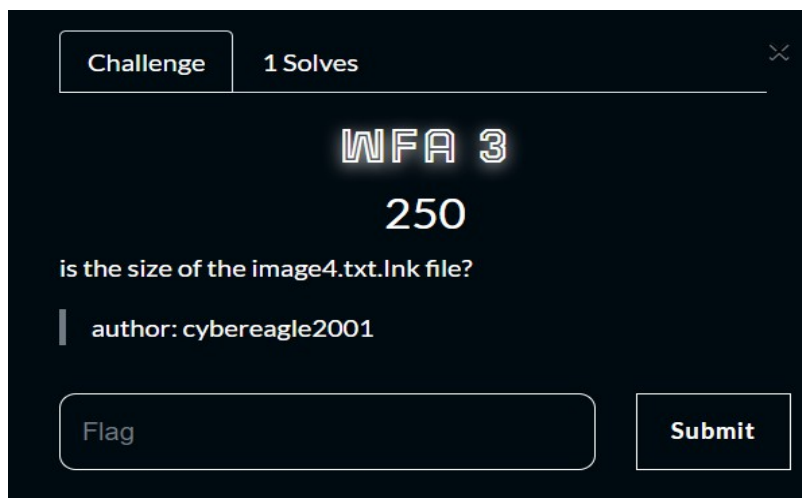 Challenge
1 Solves
WFA 3
250
is the size of the image4.txt.lnk file?
author: cybereagle2001
Flag
Submit